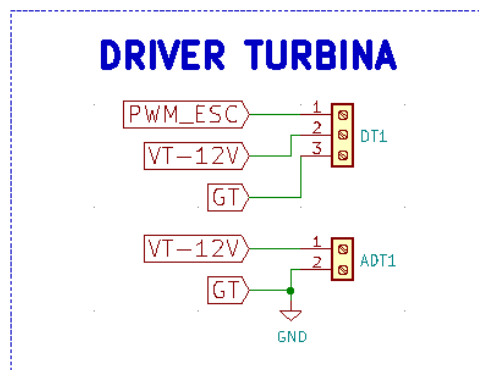 DRIVER TURBINA
PWM_ESC 1
VT-12V 2 DT1
GT 3
VT-12V 1
GT 2 ADT1
GND